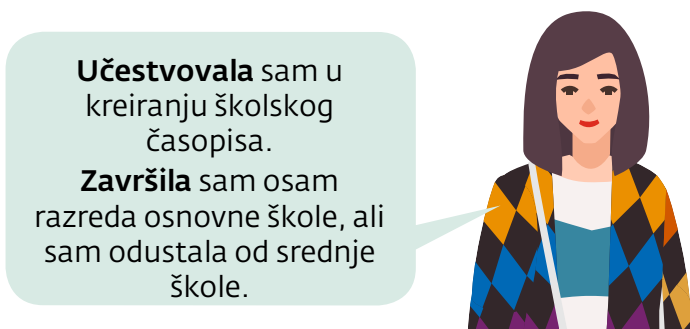 Učestvovala sam u
kreiranju školskog
časopisa.
Završila sam osam
razreda osnovne škole, ali
sam odustala od srednje
škole.